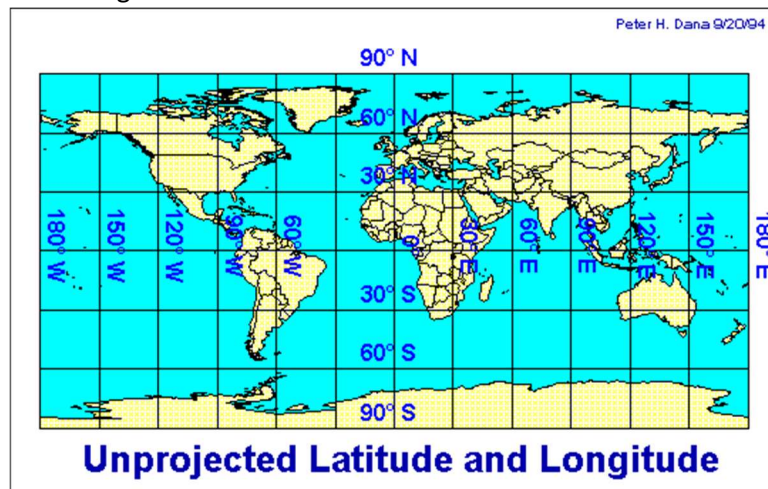 Peter H. Dana 9/20/94
90° N
60° N
30° N
180° W
150° W
120° W
90° W
60° W
0°
30° E
60° E
90° E
120° E
150° E
180° E
30° S
60° S
90° S
Unprojected Latitude and Longitude